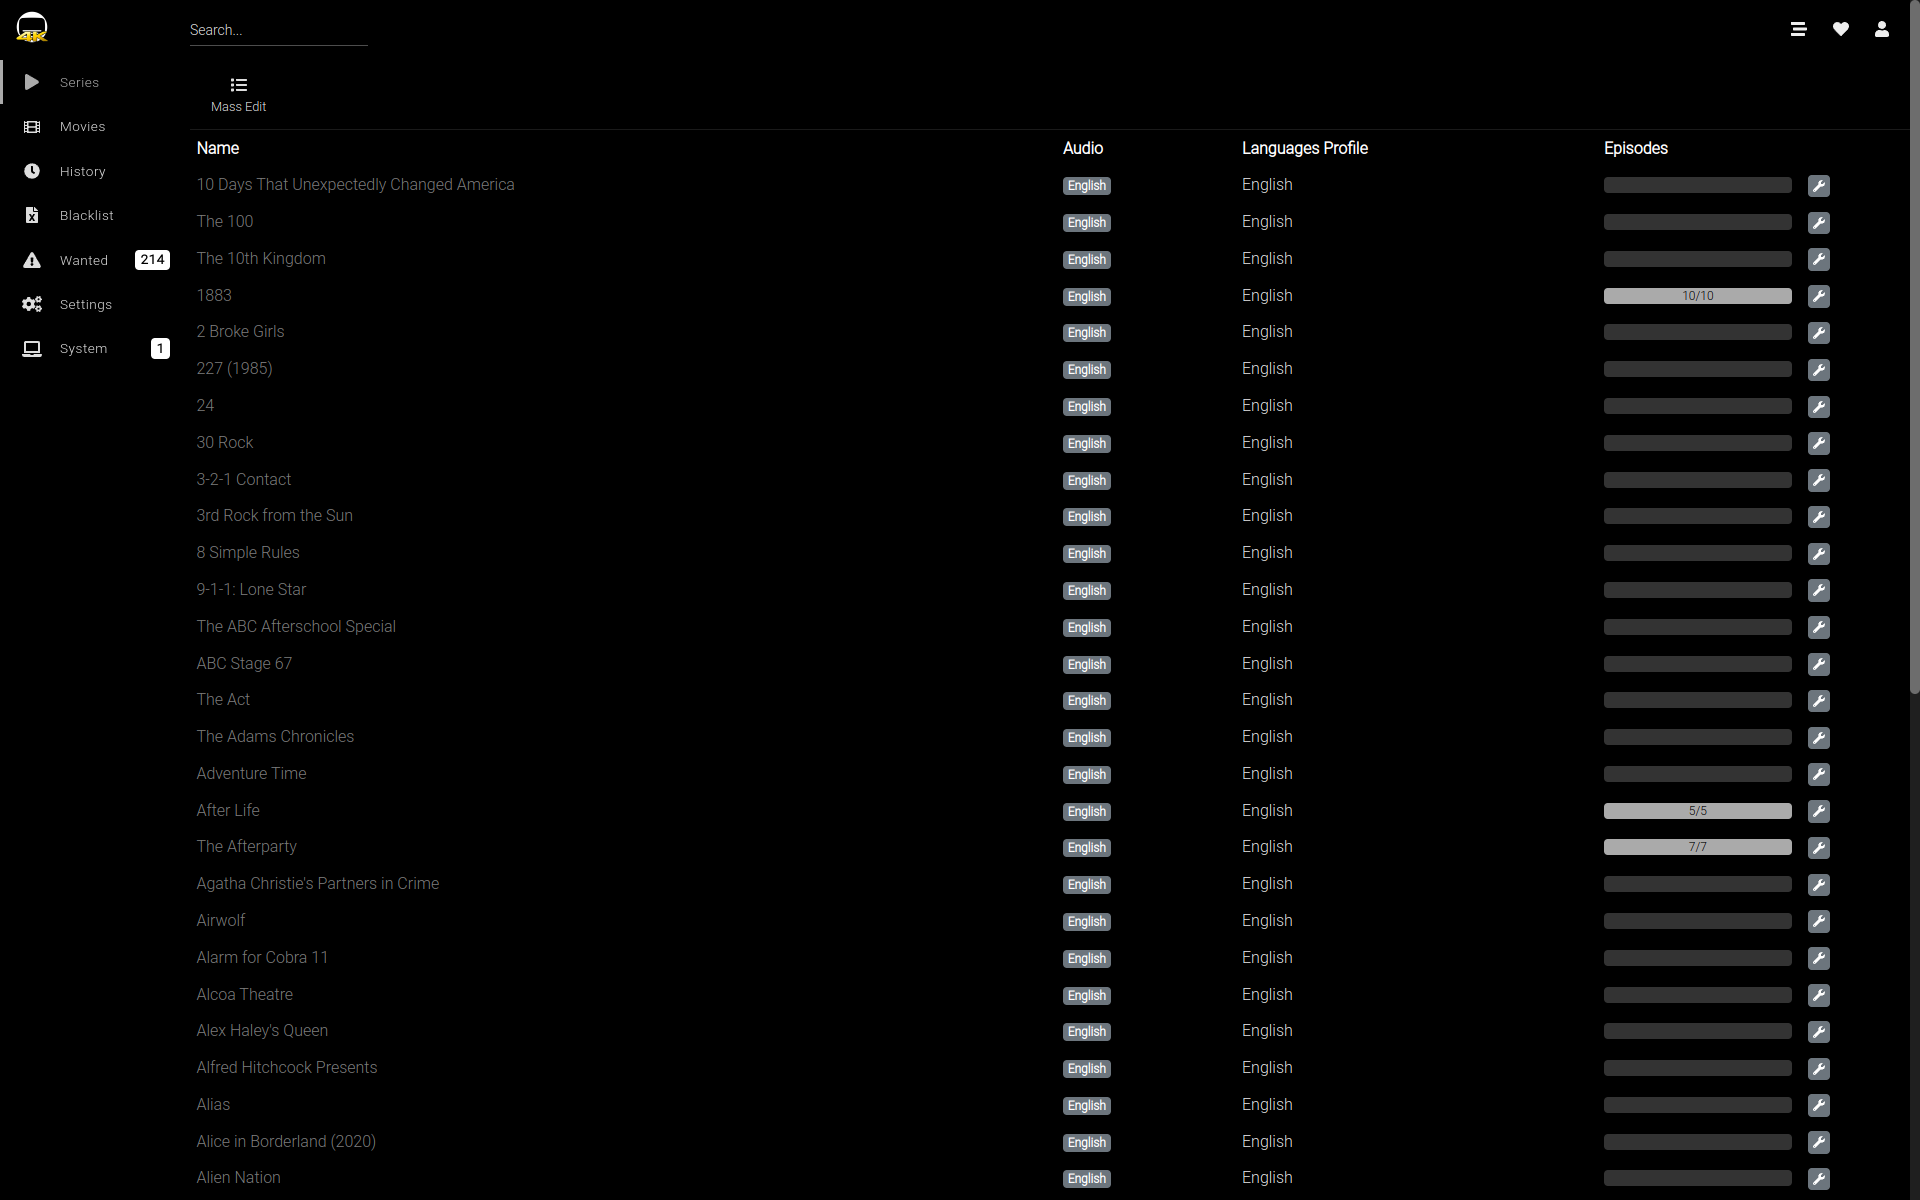 4K
Search...
Series
Movies
History
Blacklist
Wanted 214
Settings
System 1
Mass Edit
Name Audio Languages Profile Episodes
10 Days That Unexpectedly Changed America English English
The 100 English English
The 10th Kingdom English English
1883 English English 10/10
2 Broke Girls English English
227 (1985) English English
24 English English
30 Rock English English
3-2-1 Contact English English
3rd Rock from the Sun English English
8 Simple Rules English English
9-1-1: Lone Star English English
The ABC Afterschool Special English English
ABC Stage 67 English English
The Act English English
The Adams Chronicles English English
Adventure Time English English
After Life English English 5/5
The Afterparty English English 7/7
Agatha Christie's Partners in Crime English English
Airwolf English English
Alarm for Cobra 11 English English
Alcoa Theatre English English
Alex Haley's Queen English English
Alfred Hitchcock Presents English English
Alias English English
Alice in Borderland (2020) English English
Alien Nation English English